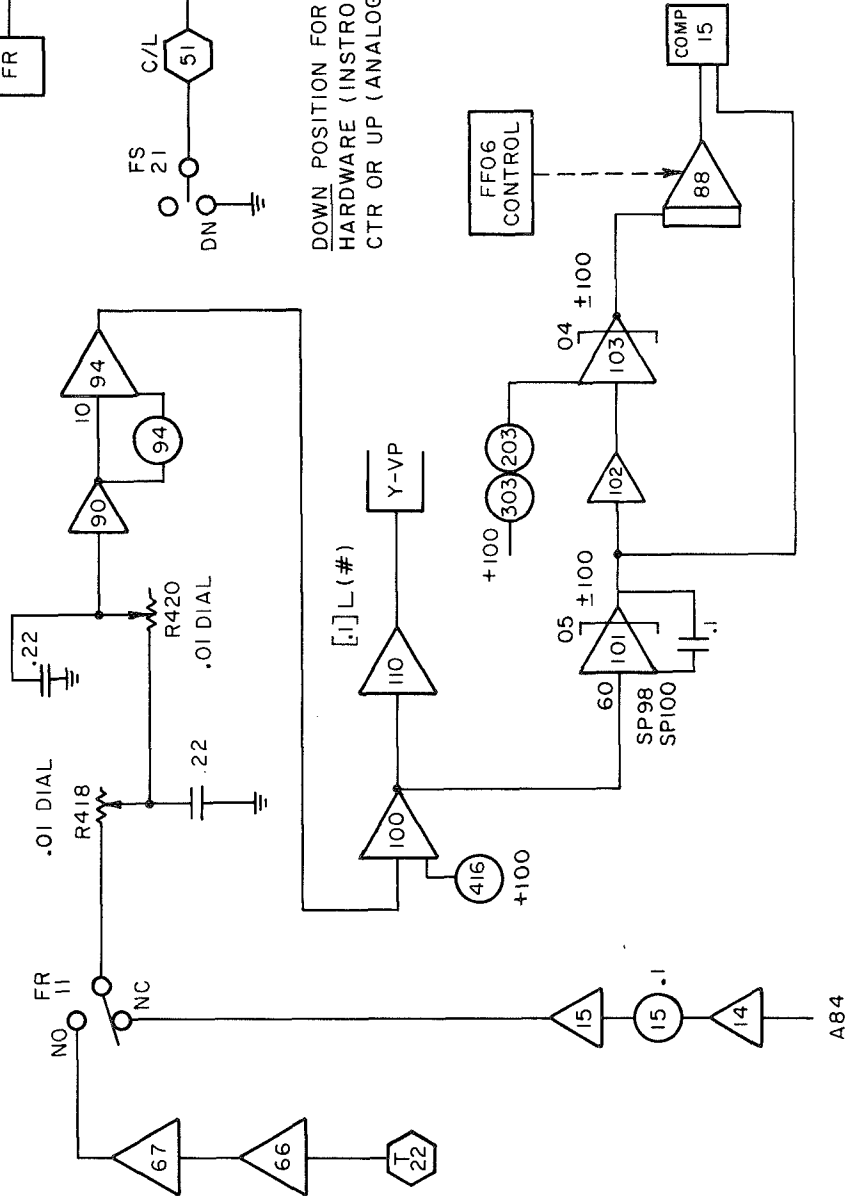 FR
C/L
51
FS
21
DN
DOWN POSITION FOR
HARDWARE (INSTRO
CTR OR UP (ANALOG
COMP
15
FF06
CONTROL
88
±100
04
103
303
203
+100
102
±100
05
101
60
SP98
SP100
.1
94
10
94
90
.22
R420
.01 DIAL
.01 DIAL
R418
.22
[.1] L (#)
Y-VP
110
100
416
+100
FR
11
NO
NC
67
66
T
22
15
15
.1
14
A84